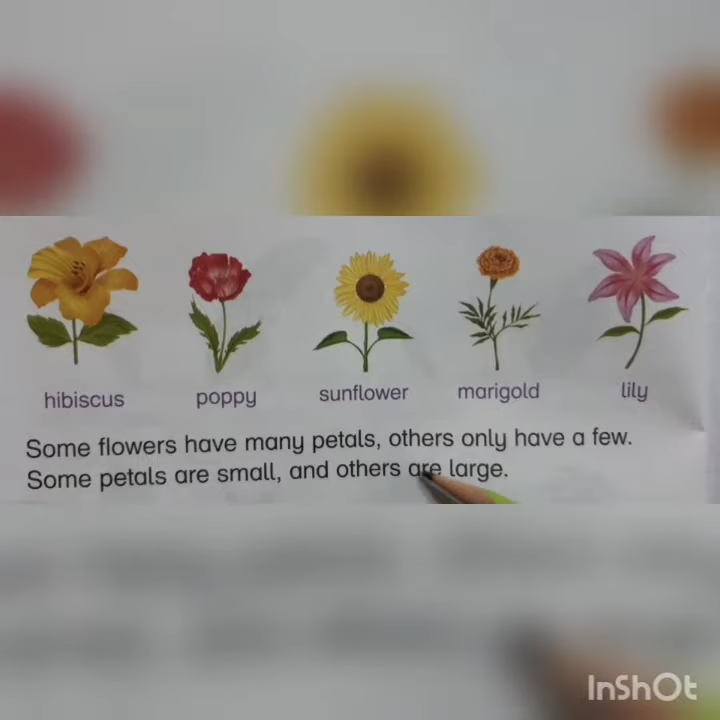 hibiscus poppy sunflower marigold lily
Some flowers have many petals, others only have a few.
Some petals are small, and others are large.
InShOt